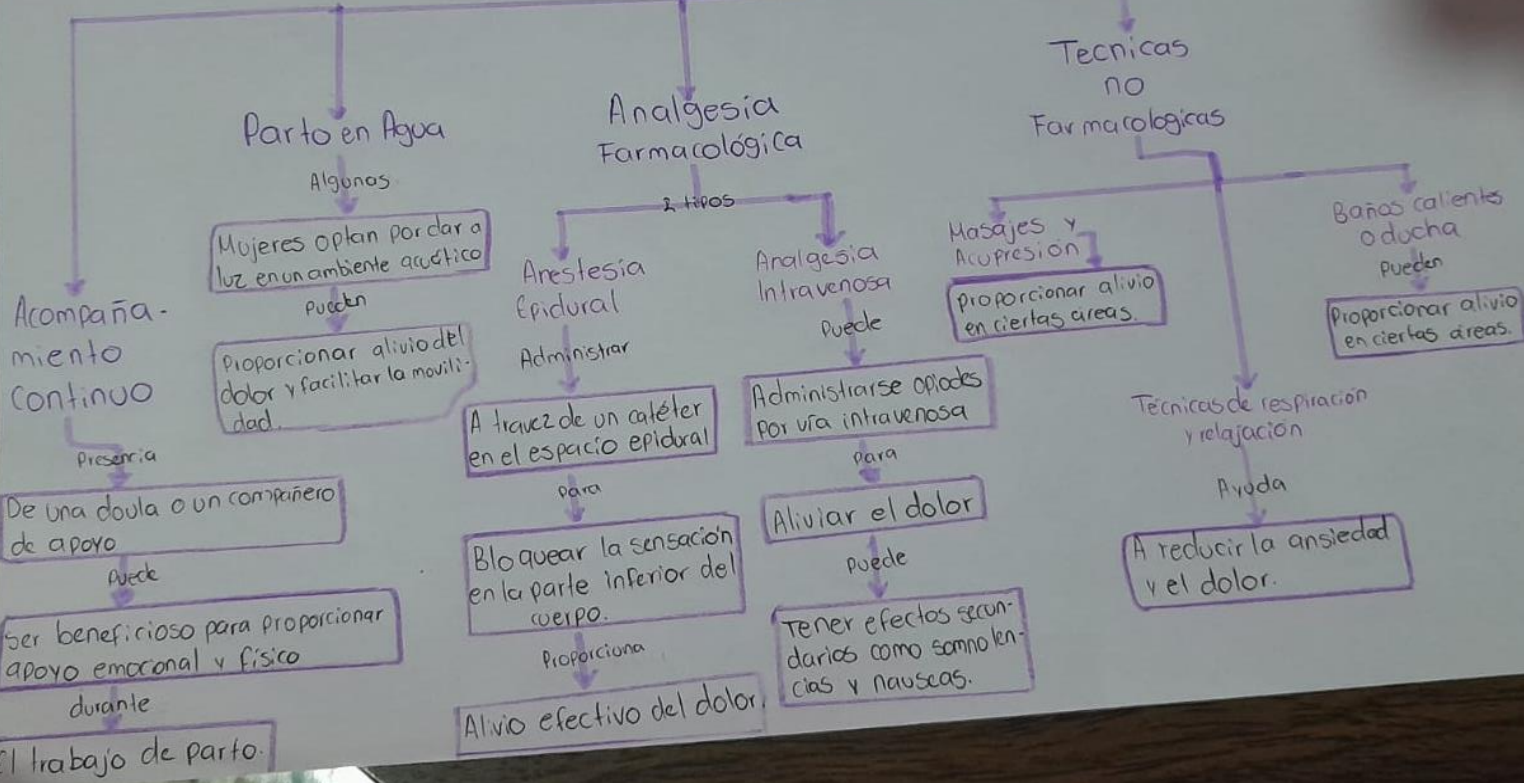 Acompaña-
miento
Continuo
Presencia
De una doula o un compañero
de apoyo
Puede
Ser beneficioso para proporcionar
apoyo emoconal y físico
durante
El trabajo de parto.
Parto en Agua
Algunas
Mujeres optan por dar a
luz en un ambiente acuático
Pueden
Proporcionar alivio del
dolor y facilitar la movili-
dad.
Analgesia
Farmacológica
2 tipos
Anestesia
Epidural
Administrar
A travez de un catéter
en el espacio epidural
para
Bloquear la sensación
en la parte inferior del
cuerpo.
Proporciona
Alivio efectivo del dolor.
Analgesia
Intravenosa
Puede
Administrarse opiodes
por vía intravenosa
para
Aliviar el dolor
Puede
Tener efectos secun-
darios como somnolen-
cias y nauseas.
Tecnicas
no
Farmacologicas
Masajes y
Acupresión
proporcionar alivio
en ciertas áreas.
Técnicas de respiración
y relajación
Ayuda
A reducir la ansiedad
y el dolor.
Baños calientes
o ducha
Pueden
Proporcionar alivio
en ciertas áreas.